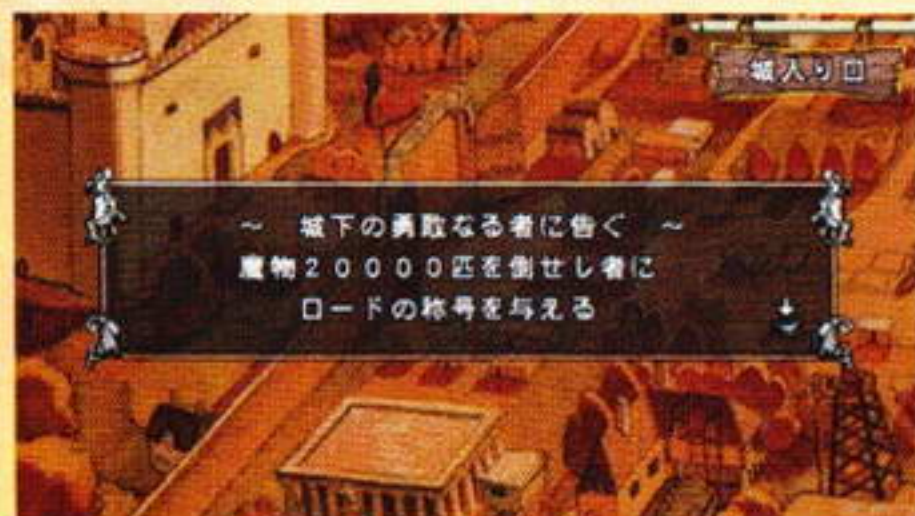 城入り口
～　城下の勇敢なる者に告ぐ　～
魔物２００００匹を倒せし者に
ロードの称号を与える